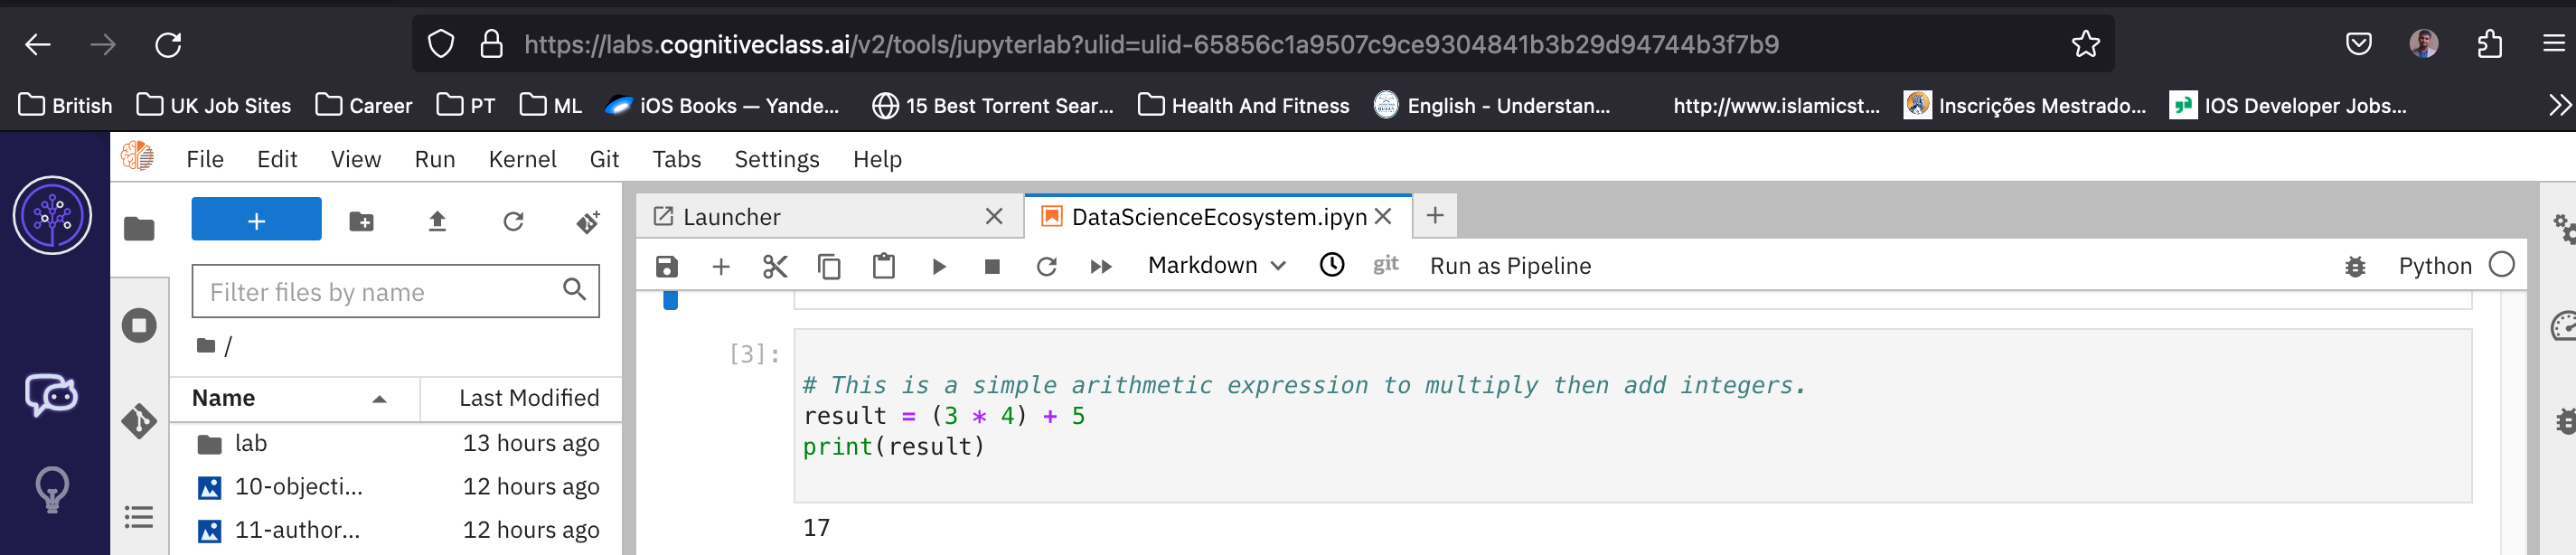 https://labs.cognitiveclass.ai/v2/tools/jupyterlab?ulid=ulid-65856c1a9507c9ce9304841b3b29d94744b3f7b9
British UK Job Sites Career PT ML iOS Books — Yande... 15 Best Torrent Sear... Health And Fitness English - Understan... http://www.islamicst... Inscrições Mestrado... IOS Developer Jobs...
File Edit View Run Kernel Git Tabs Settings Help
Launcher DataScienceEcosystem.ipyn
Markdown git Run as Pipeline Python
Filter files by name
/
Name Last Modified
lab 13 hours ago
10-objecti... 12 hours ago
11-author... 12 hours ago
[3]:
# This is a simple arithmetic expression to multiply then add integers.
result = (3 * 4) + 5
print(result)
17